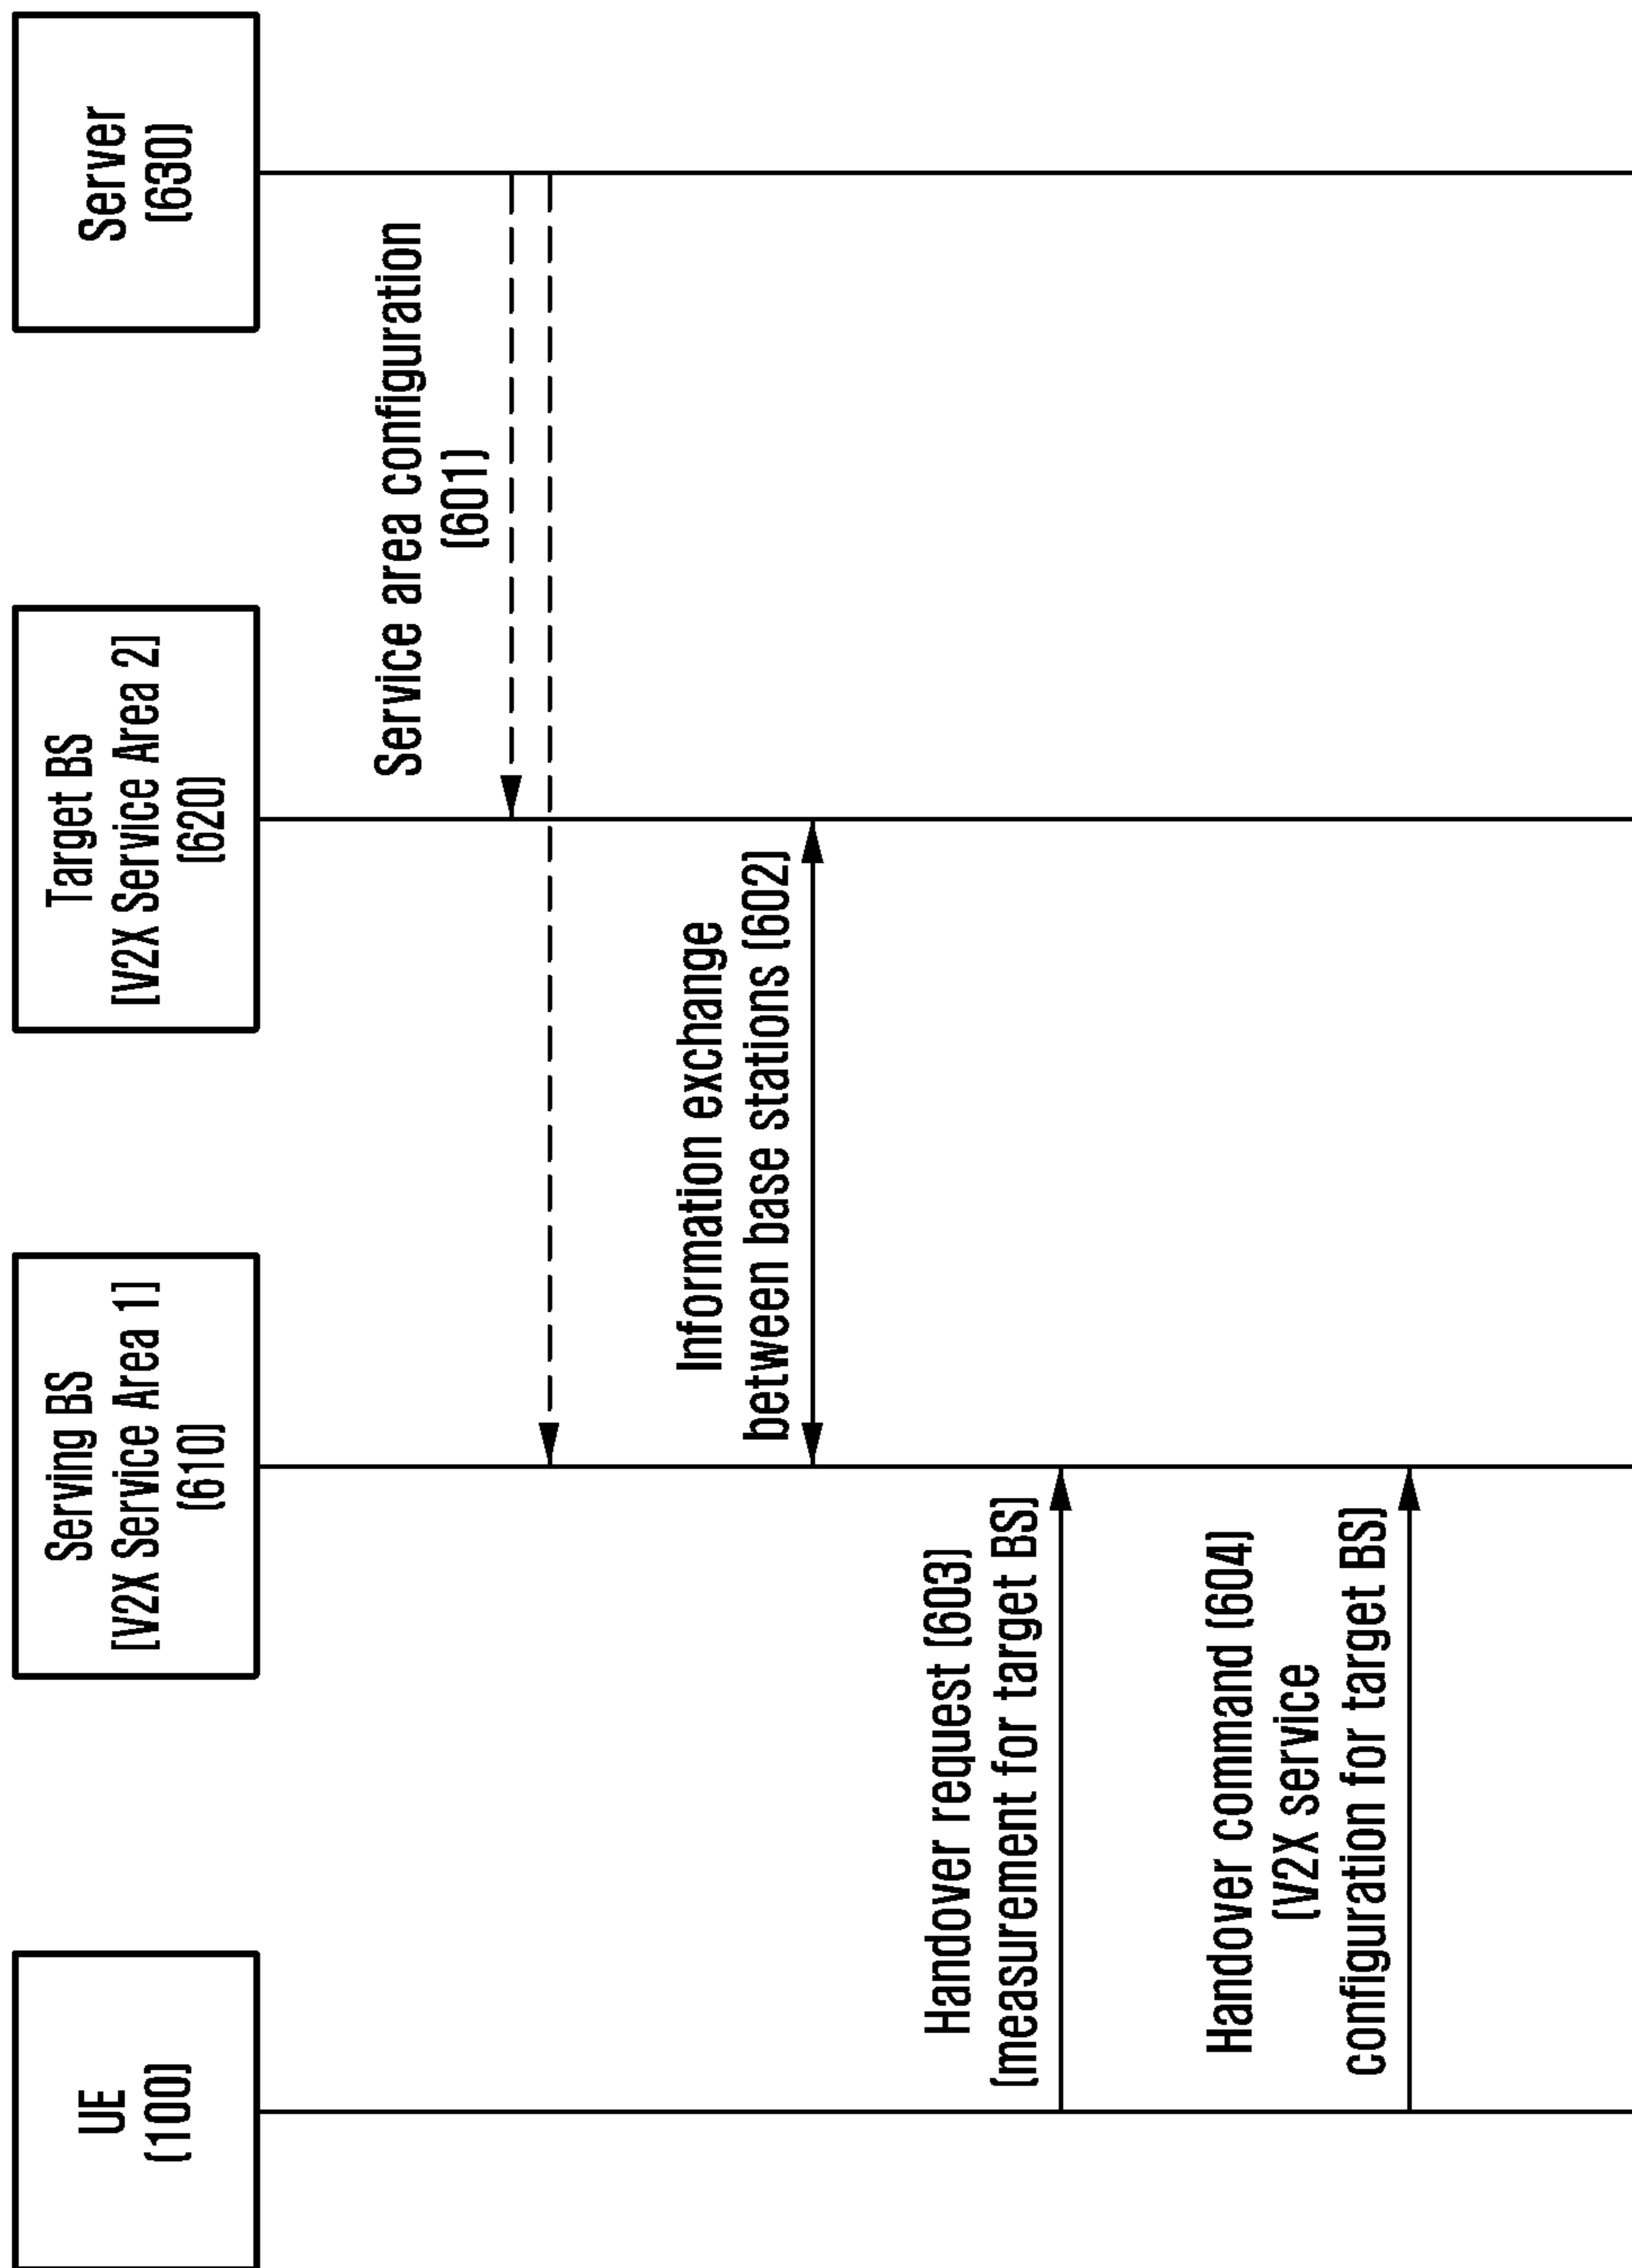 UE
(100)
Serving BS
[V2X Service Area 1]
(610)
Target BS
[V2X Service Area 2]
(620)
Server
(630)
Service area configuration
(601)
Information exchange
between base stations (602)
Handover request (603)
(measurement for target BS)
Handover command (604)
(V2X service
configuration for target BS)